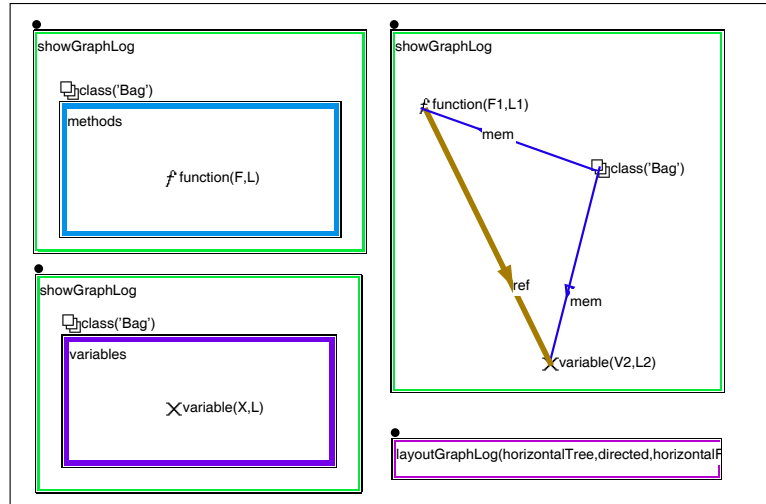 showGraphLog
class('Bag')
methods
function(F,L)
showGraphLog
class('Bag')
variables
variable(X,L)
showGraphLog
function(F1,L1)
mem
class('Bag')
ref
mem
variable(V2,L2)
layoutGraphLog(horizontalTree,directed,horizontalF